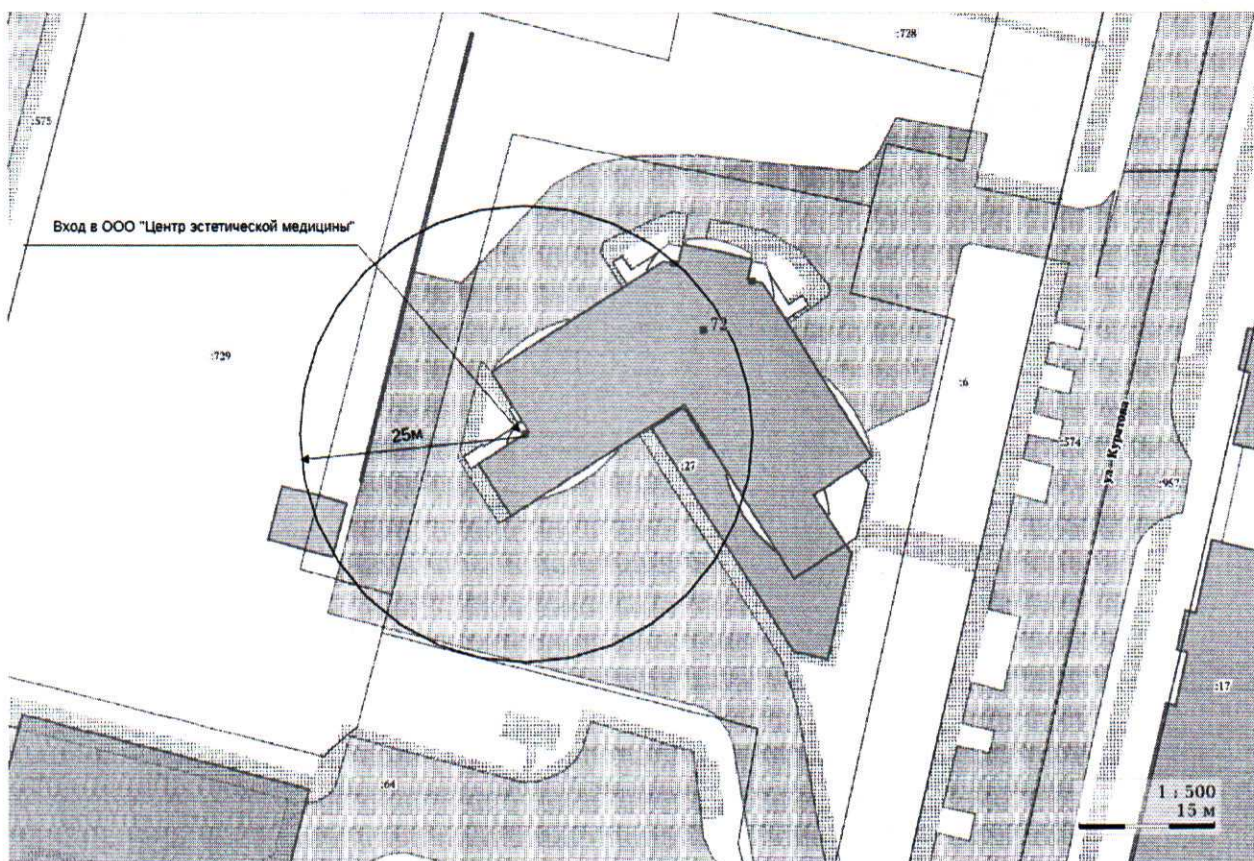 :728
:575
Вход в ООО "Центр эстетической медицины"
72
:729
:6
25м
:574
ул. Куратова
:27
:957
:17
:64
1 : 500
15 м